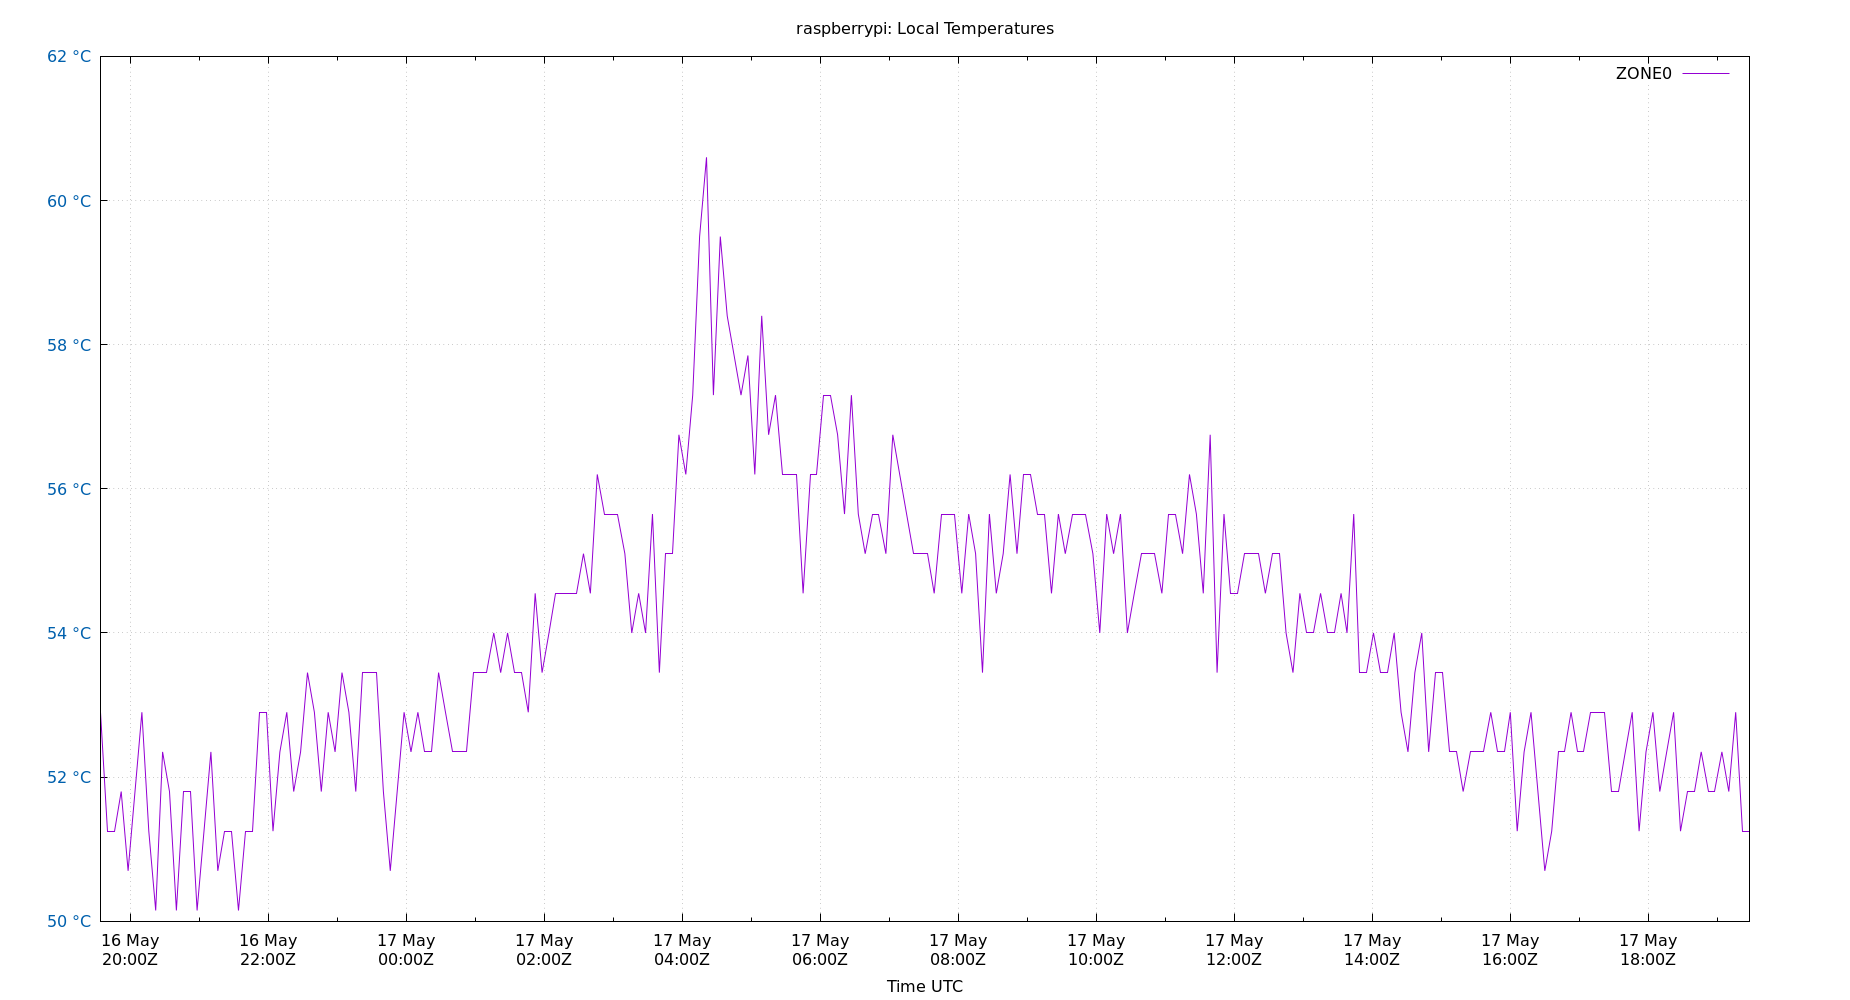 raspberrypi: Local Temperatures
62 °C
ZONE0
60 °C
58 °C
56 °C
54 °C
52 °C
50 °C
16 May 16 May 17 May 17 May 17 May 17 May 17 May 17 May 17 May 17 May 17 May 17 May
20:00Z 22:00Z 00:00Z 02:00Z 04:00Z 06:00Z 08:00Z 10:00Z 12:00Z 14:00Z 16:00Z 18:00Z
Time UTC